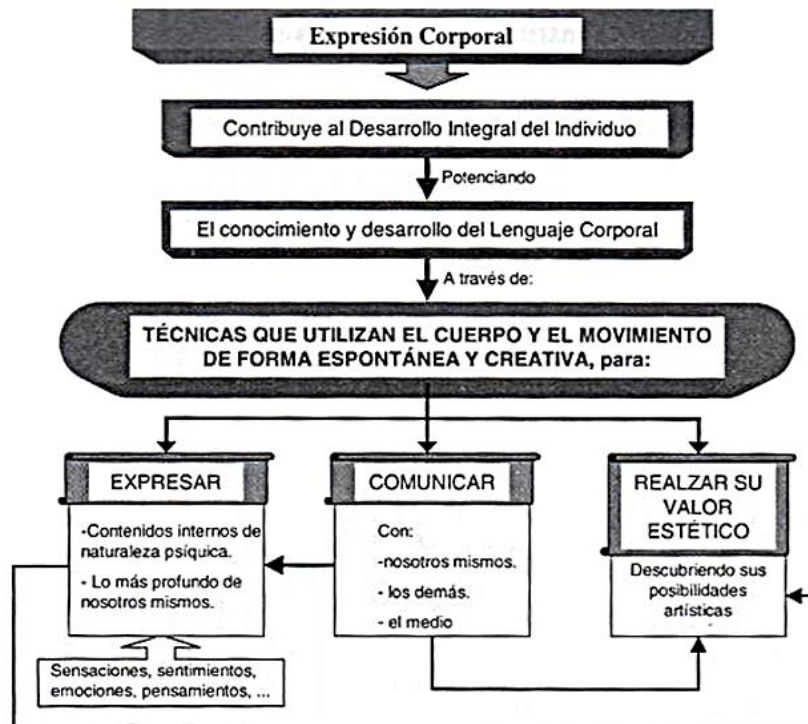 Expresión Corporal
Contribuye al Desarrollo Integral del Individuo
Potenciando
El conocimiento y desarrollo del Lenguaje Corporal
A través de:
TÉCNICAS QUE UTILIZAN EL CUERPO Y EL MOVIMIENTO
DE FORMA ESPONTÁNEA Y CREATIVA, para:
EXPRESAR
-Contenidos internos de
naturaleza psíquica.
- Lo más profundo de
nosotros mismos.
Sensaciones, sentimientos,
emociones, pensamientos, ...
COMUNICAR
Con:
-nosotros mismos.
- los demás.
- el medio
REALZAR SU
VALOR
ESTÉTICO
Descubriendo sus
posibilidades
artísticas